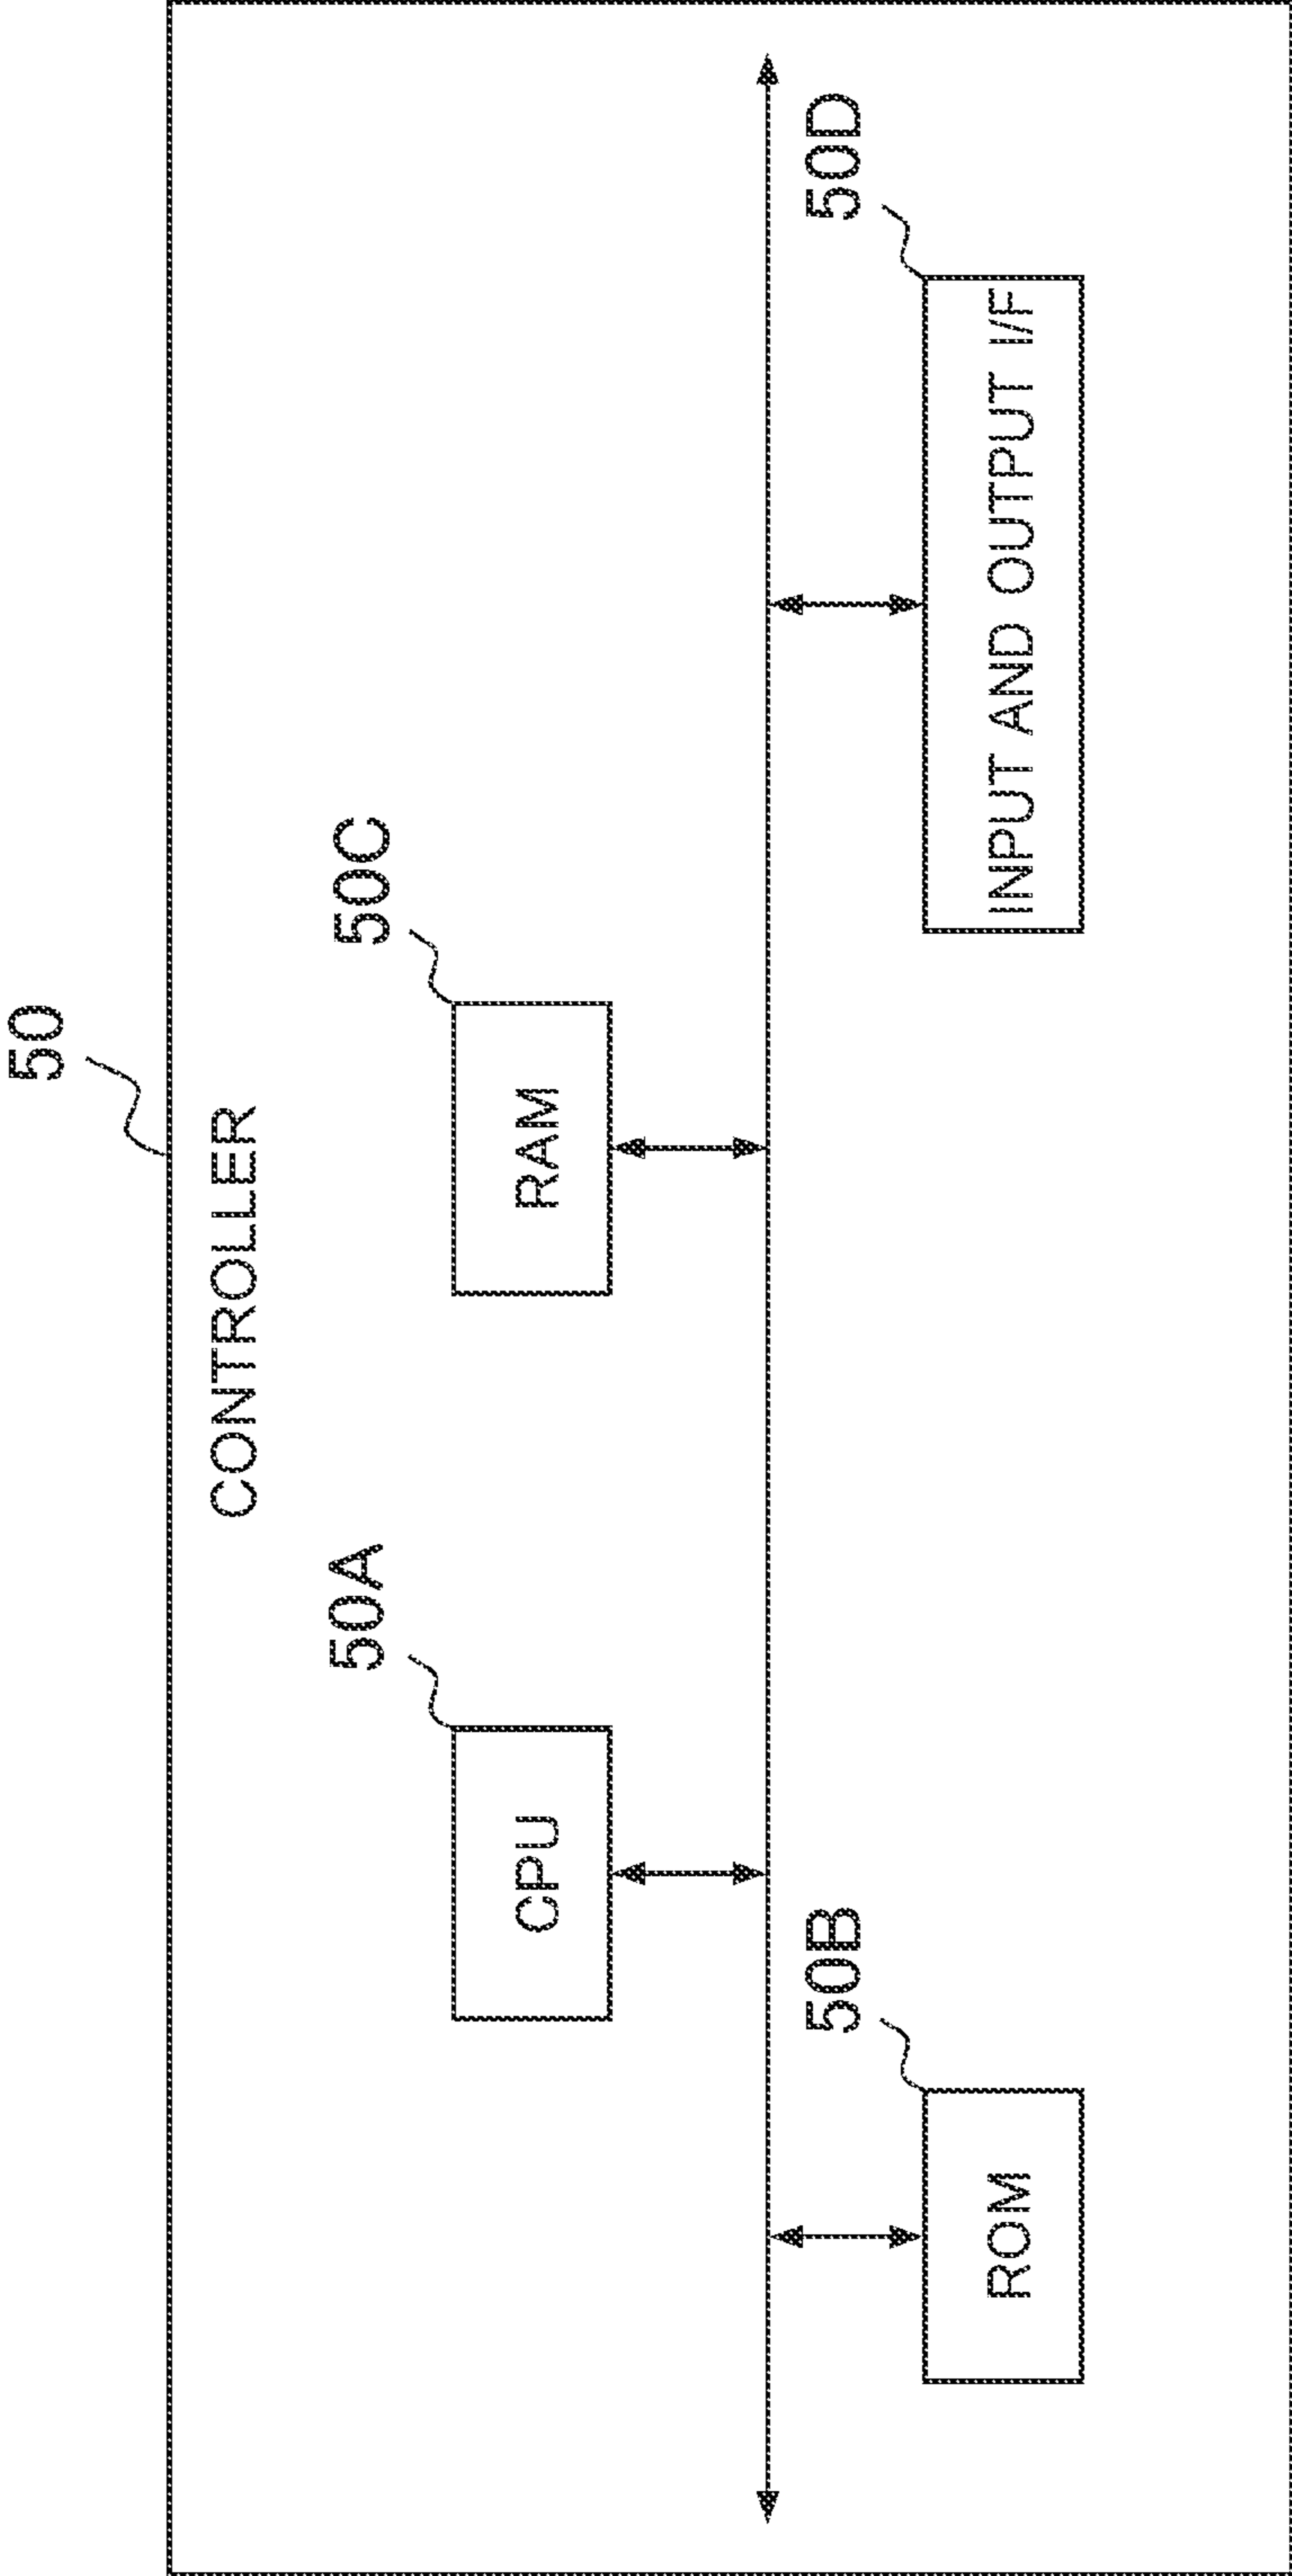 50
CONTROLLER
50A
50C
CPU
RAM
50B
50D
ROM
INPUT AND OUTPUT I/F